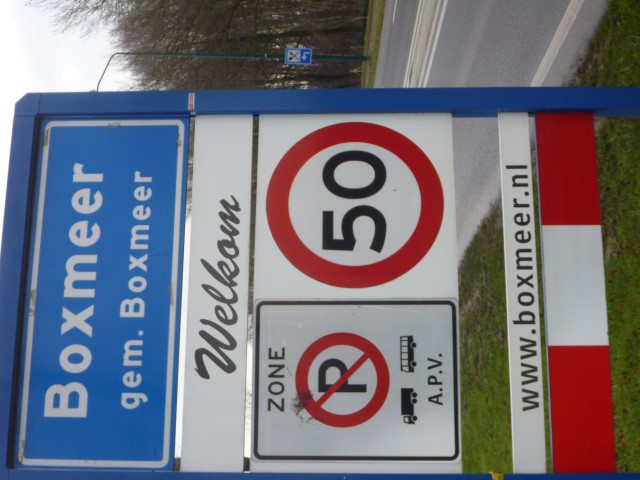 Boxmeer
gem. Boxmeer
Welkom
ZONE
P
A.P.V.
50
www.boxmeer.nl